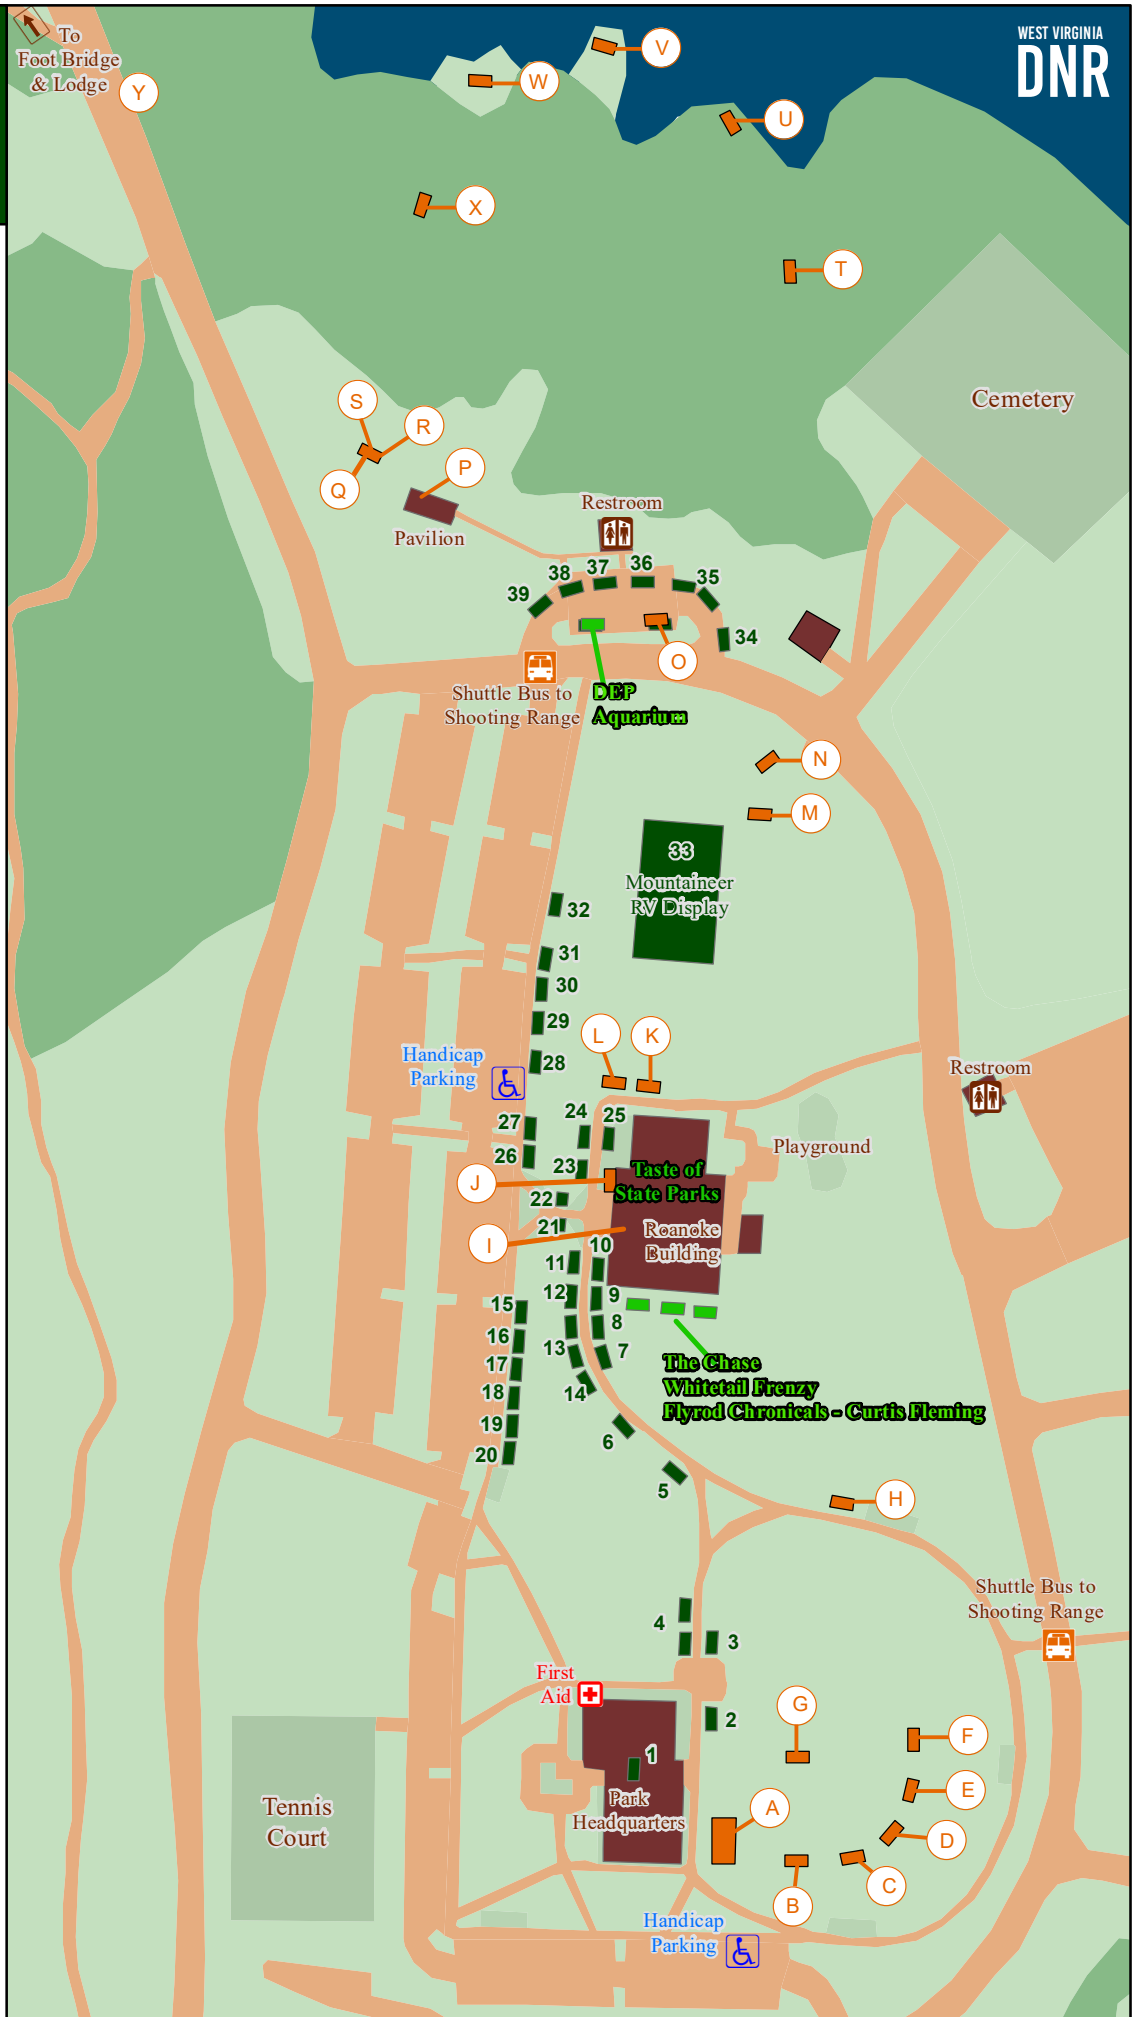 To
Foot Bridge
& Lodge
WEST VIRGINIA
DNR
V
W
Y
U
X
T
Cemetery
S
R
P
Q
Restroom
Pavilion
38
37
36
35
39
34
O
Shuttle Bus to
Shooting Range
DEP
Aquarium
N
M
33
Mountaineer
RV Display
32
31
30
29
28
L
K
Handicap
Parking
Restroom
27
24
25
26
23
Playground
J
Taste of
State Parks
22
21
I
Roanoke
Building
10
11
12
9
15
8
16
13
7
17
18
14
The Chase
Whitetail Frenzy
Flyrod Chronicals - Curtis Fleming
19
20
6
5
H
Shuttle Bus to
Shooting Range
4
3
First
Aid
2
G
F
1
E
Park
Headquarters
A
Tennis
Court
D
C
B
Handicap
Parking